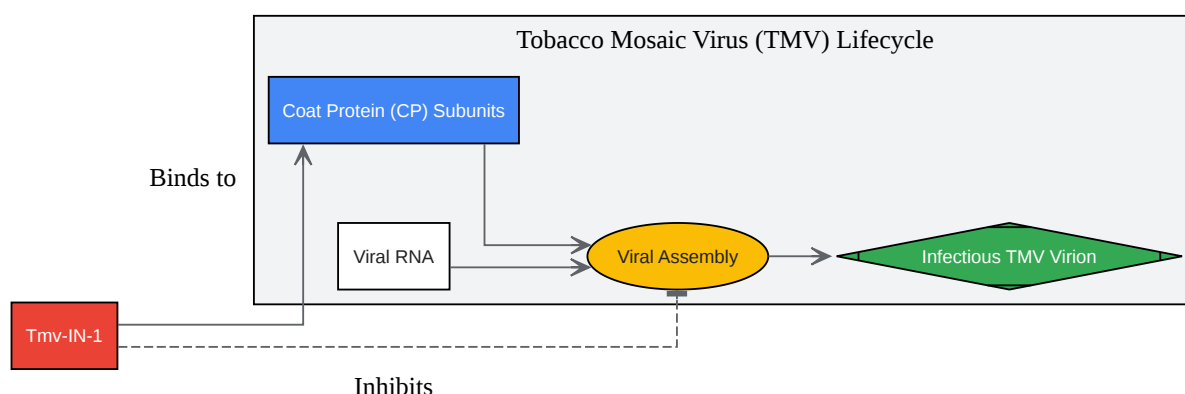 Tobacco Mosaic Virus (TMV) Lifecycle
Coat Protein (CP) Subunits
Binds to
Viral RNA
Viral Assembly
Infectious TMV Virion
Tmv-IN-1
Inhibits